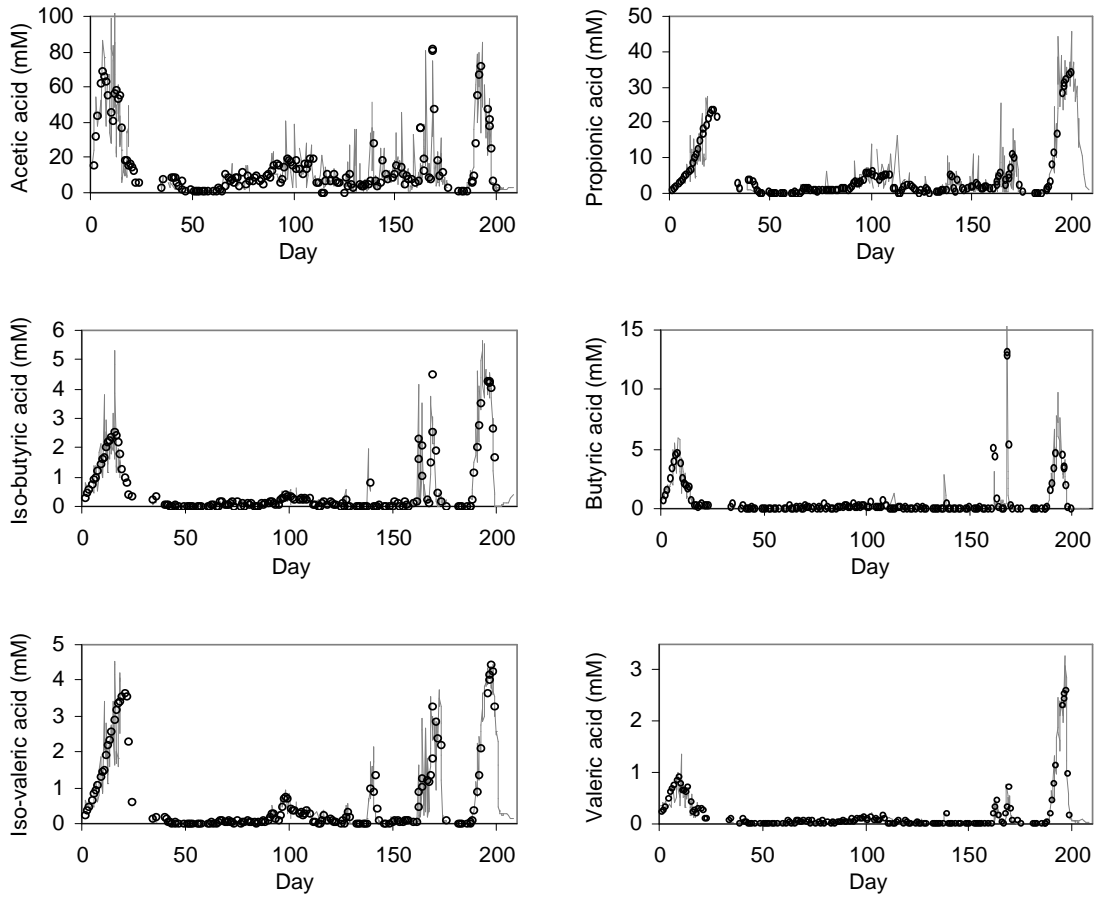 Acetic acid (mM)
100
80
60
40
20
0
0 50 100 150 200
Day
Propionic acid (mM)
50
40
30
20
10
0
0 50 100 150 200
Day
Iso-butyric acid (mM)
6
5
4
3
2
1
0
0 50 100 150 200
Day
Butyric acid (mM)
15
10
5
0
0 50 100 150 200
Day
Iso-valeric acid (mM)
5
4
3
2
1
0
0 50 100 150 200
Day
Valeric acid (mM)
3
2
1
0
0 50 100 150 200
Day